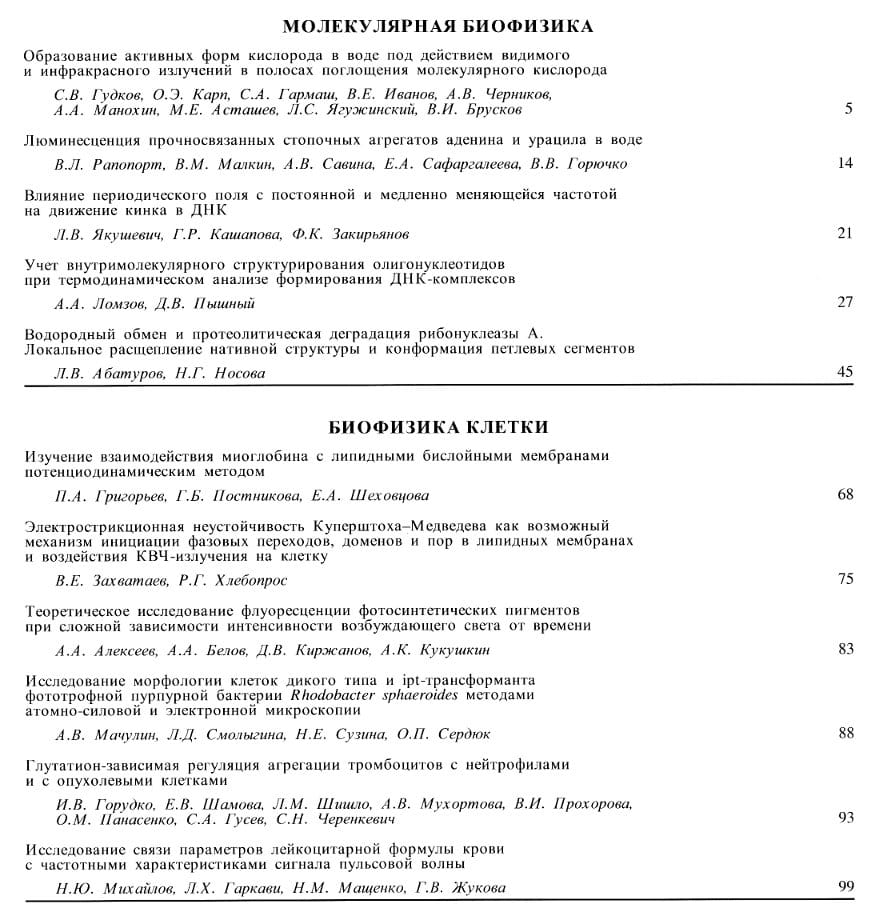 МОЛЕКУЛЯРНАЯ БИОФИЗИКА
Образование активных форм кислорода в воде под действием видимого
и инфракрасного излучений в полосах поглощения молекулярного кислорода
С.В. Гудков, О.Э. Карп, С.А. Гармаш, В.Е. Иванов, А.В. Черников,
А.А. Манохин, М.Е. Асташев, Л.С. Ягужинский, В.И. Брусков 5
Люминесценция прочносвязанных стопочных агрегатов аденина и урацила в воде
В.Л. Рапопорт, В.М. Малкин, А.В. Савина, Е.А. Сафаргалеева, В.В. Горючко 14
Влияние периодического поля с постоянной и медленно меняющейся частотой
на движение кинка в ДНК
Л.В. Якушевич, Г.Р. Кашапова, Ф.К. Закирьянов 21
Учет внутримолекулярного структурирования олигонуклеотидов
при термодинамическом анализе формирования ДНК-комплексов
А.А. Ломзов, Д.В. Пышный 27
Водородный обмен и протеолитическая деградация рибонуклеазы А.
Локальное расщепление нативной структуры и конформация петлевых сегментов
Л.В. Абатуров, Н.Г. Носова 45
БИОФИЗИКА КЛЕТКИ
Изучение взаимодействия миоглобина с липидными бислойными мембранами
потенциодинамическим методом
П.А. Григорьев, Г.Б. Постникова, Е.А. Шеховцова 68
Электрострикционная неустойчивость Куперштоха–Медведева как возможный
механизм инициации фазовых переходов, доменов и пор в липидных мембранах
и воздействия КВЧ-излучения на клетку
В.Е. Захватаев, Р.Г. Хлебопрос 75
Теоретическое исследование флуоресценции фотосинтетических пигментов
при сложной зависимости интенсивности возбуждающего света от времени
А.А. Алексеев, А.А. Белов, Д.В. Киржанов, А.К. Кукушкин 83
Исследование морфологии клеток дикого типа и ipt-трансформанта
фототрофной пурпурной бактерии Rhodobacter sphaeroides методами
атомно-силовой и электронной микроскопии
А.В. Мачулин, Л.Д. Смолыгина, Н.Е. Сузина, О.П. Сердюк 88
Глутатион-зависимая регуляция агрегации тромбоцитов с нейтрофилами
и с опухолевыми клетками
И.В. Горудко, Е.В. Шамова, Л.М. Шишло, А.В. Мухортова, В.И. Прохорова,
О.М. Панасенко, С.А. Гусев, С.Н. Черенкевич 93
Исследование связи параметров лейкоцитарной формулы крови
с частотными характеристиками сигнала пульсовой волны
Н.Ю. Михайлов, Л.Х. Гаркави, Н.М. Мащенко, Г.В. Жукова 99